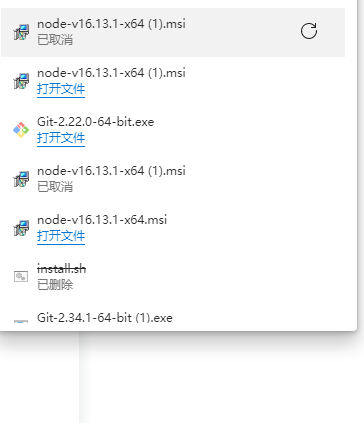 node-v16.13.1-x64 (1).msi
已取消
node-v16.13.1-x64 (1).msi
打开文件
Git-2.22.0-64-bit.exe
打开文件
node-v16.13.1-x64 (1).msi
已取消
node-v16.13.1-x64.msi
打开文件
install.sh
已删除
Git-2.34.1-64-bit (1).exe